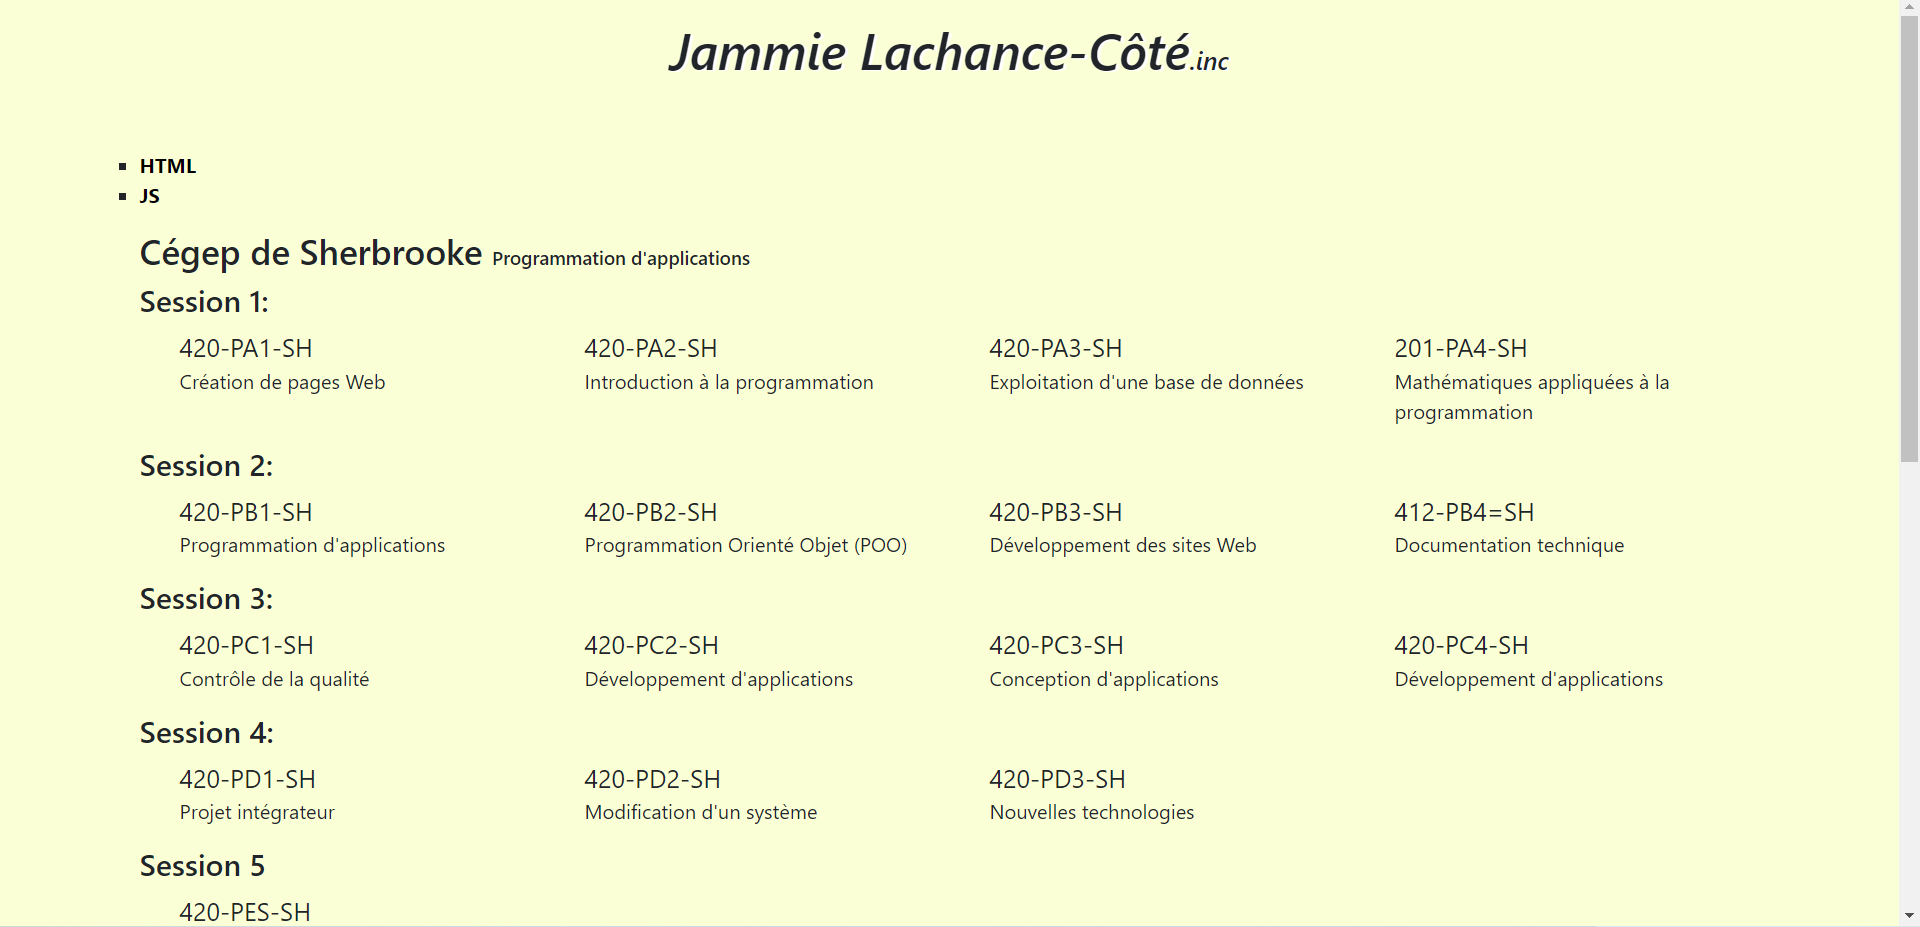 Jammie Lachance-Côté.inc
HTML
JS
Cégep de Sherbrooke Programmation d'applications
Session 1:
420-PA1-SH 420-PA2-SH 420-PA3-SH 201-PA4-SH
Création de pages Web Introduction à la programmation Exploitation d'une base de données Mathématiques appliquées à la
programmation
Session 2:
420-PB1-SH 420-PB2-SH 420-PB3-SH 412-PB4=SH
Programmation d'applications Programmation Orienté Objet (POO) Développement des sites Web Documentation technique
Session 3:
420-PC1-SH 420-PC2-SH 420-PC3-SH 420-PC4-SH
Contrôle de la qualité Développement d'applications Conception d'applications Développement d'applications
Session 4:
420-PD1-SH 420-PD2-SH 420-PD3-SH
Projet intégrateur Modification d'un système Nouvelles technologies
Session 5
420-PES-SH